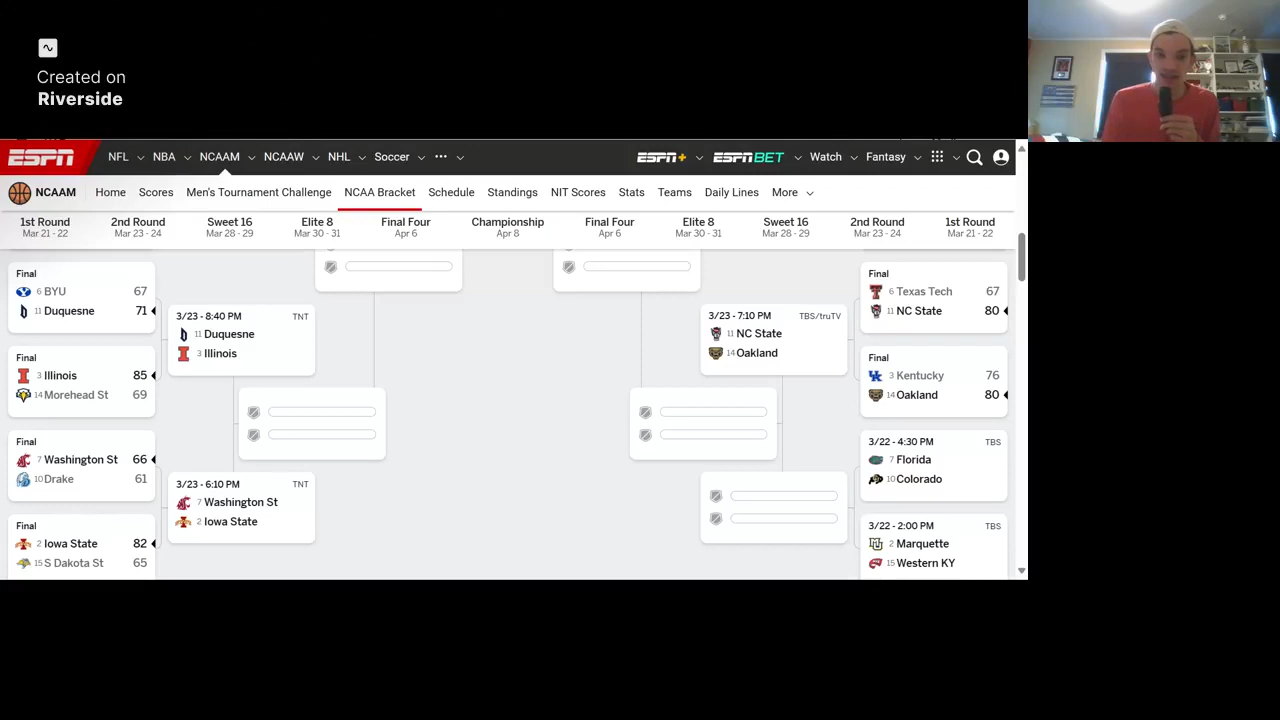 Created on
Riverside
ESPN
NFL NBA NCAAM NCAAW NHL Soccer ••• ESPN+ ESPN BET Watch Fantasy
NCAAM Home Scores Men's Tournament Challenge NCAA Bracket Schedule Standings NIT Scores Stats Teams Daily Lines More
1st Round 2nd Round Sweet 16 Elite 8 Final Four Championship Final Four Elite 8 Sweet 16 2nd Round 1st Round
Mar 21 - 22 Mar 23 - 24 Mar 28 - 29 Mar 30 - 31 Apr 6 Apr 8 Apr 6 Mar 30 - 31 Mar 28 - 29 Mar 23 - 24 Mar 21 - 22
Final
6 BYU 67
11 Duquesne 71
Final
3 Illinois 85
14 Morehead St 69
Final
7 Washington St 66
10 Drake 61
Final
2 Iowa State 82
15 S Dakota St 65
3/23 - 8:40 PM TNT
11 Duquesne
3 Illinois
3/23 - 6:10 PM TNT
7 Washington St
2 Iowa State
3/23 - 7:10 PM TBS/truTV
11 NC State
14 Oakland
Final
6 Texas Tech 67
11 NC State 80
Final
3 Kentucky 76
14 Oakland 80
3/22 - 4:30 PM TBS
7 Florida
10 Colorado
3/22 - 2:00 PM TBS
2 Marquette
15 Western KY